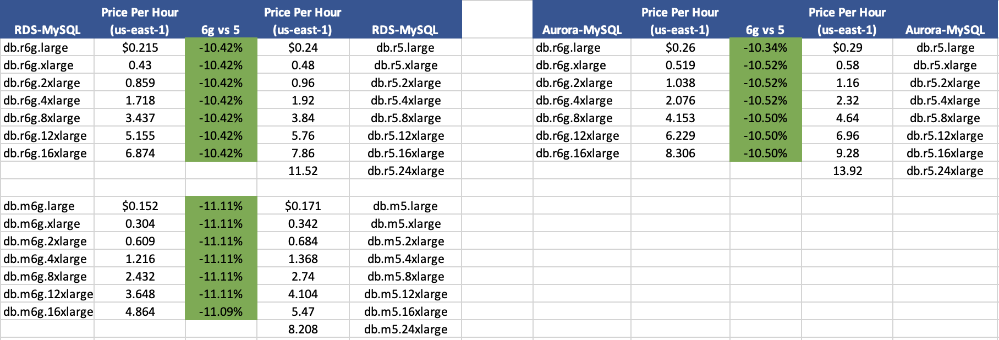 Price Per Hour Price Per Hour Price Per Hour Price Per Hour
RDS-MySQL (us-east-1) 6g vs 5 (us-east-1) RDS-MySQL Aurora-MySQL (us-east-1) 6g vs 5 (us-east-1) Aurora-MySQL
db.r6g.large $0.215 -10.42% $0.24 db.r5.large db.r6g.large $0.26 -10.34% $0.29 db.r5.large
db.r6g.xlarge 0.43 -10.42% 0.48 db.r5.xlarge db.r6g.xlarge 0.519 -10.52% 0.58 db.r5.xlarge
db.r6g.2xlarge 0.859 -10.42% 0.96 db.r5.2xlarge db.r6g.2xlarge 1.038 -10.52% 1.16 db.r5.2xlarge
db.r6g.4xlarge 1.718 -10.42% 1.92 db.r5.4xlarge db.r6g.4xlarge 2.076 -10.52% 2.32 db.r5.4xlarge
db.r6g.8xlarge 3.437 -10.42% 3.84 db.r5.8xlarge db.r6g.8xlarge 4.153 -10.50% 4.64 db.r5.8xlarge
db.r6g.12xlarge 5.155 -10.42% 5.76 db.r5.12xlarge db.r6g.12xlarge 6.229 -10.50% 6.96 db.r5.12xlarge
db.r6g.16xlarge 6.874 -10.42% 7.86 db.r5.16xlarge db.r6g.16xlarge 8.306 -10.50% 9.28 db.r5.16xlarge
11.52 db.r5.24xlarge 13.92 db.r5.24xlarge
db.m6g.large $0.152 -11.11% $0.171 db.m5.large
db.m6g.xlarge 0.304 -11.11% 0.342 db.m5.xlarge
db.m6g.2xlarge 0.609 -11.11% 0.684 db.m5.2xlarge
db.m6g.4xlarge 1.216 -11.11% 1.368 db.m5.4xlarge
db.m6g.8xlarge 2.432 -11.11% 2.74 db.m5.8xlarge
db.m6g.12xlarge 3.648 -11.11% 4.104 db.m5.12xlarge
db.m6g.16xlarge 4.864 -11.09% 5.47 db.m5.16xlarge
8.208 db.m5.24xlarge